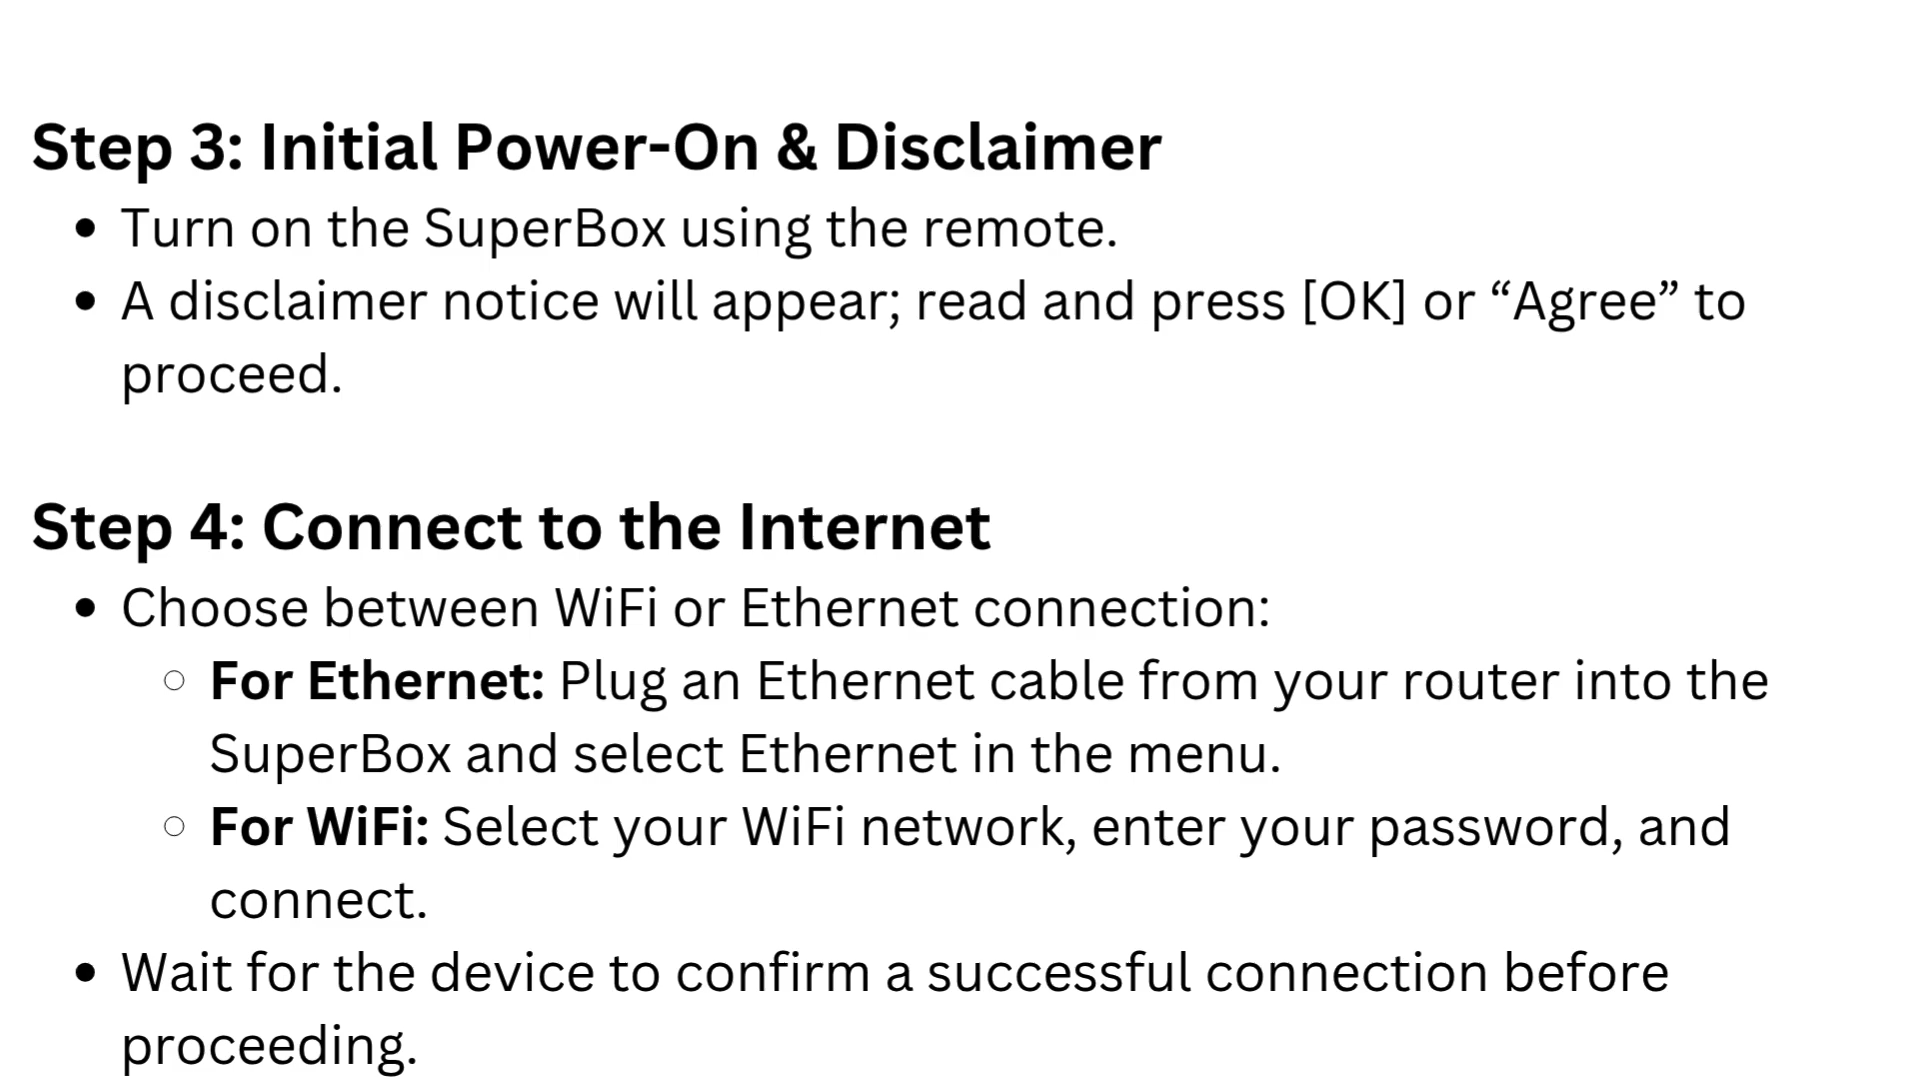 Step 3: Initial Power-On & Disclaimer
• Turn on the SuperBox using the remote.
• A disclaimer notice will appear; read and press [OK] or “Agree” to
proceed.
Step 4: Connect to the Internet
• Choose between WiFi or Ethernet connection:
○ For Ethernet: Plug an Ethernet cable from your router into the
SuperBox and select Ethernet in the menu.
○ For WiFi: Select your WiFi network, enter your password, and
connect.
• Wait for the device to confirm a successful connection before
proceeding.